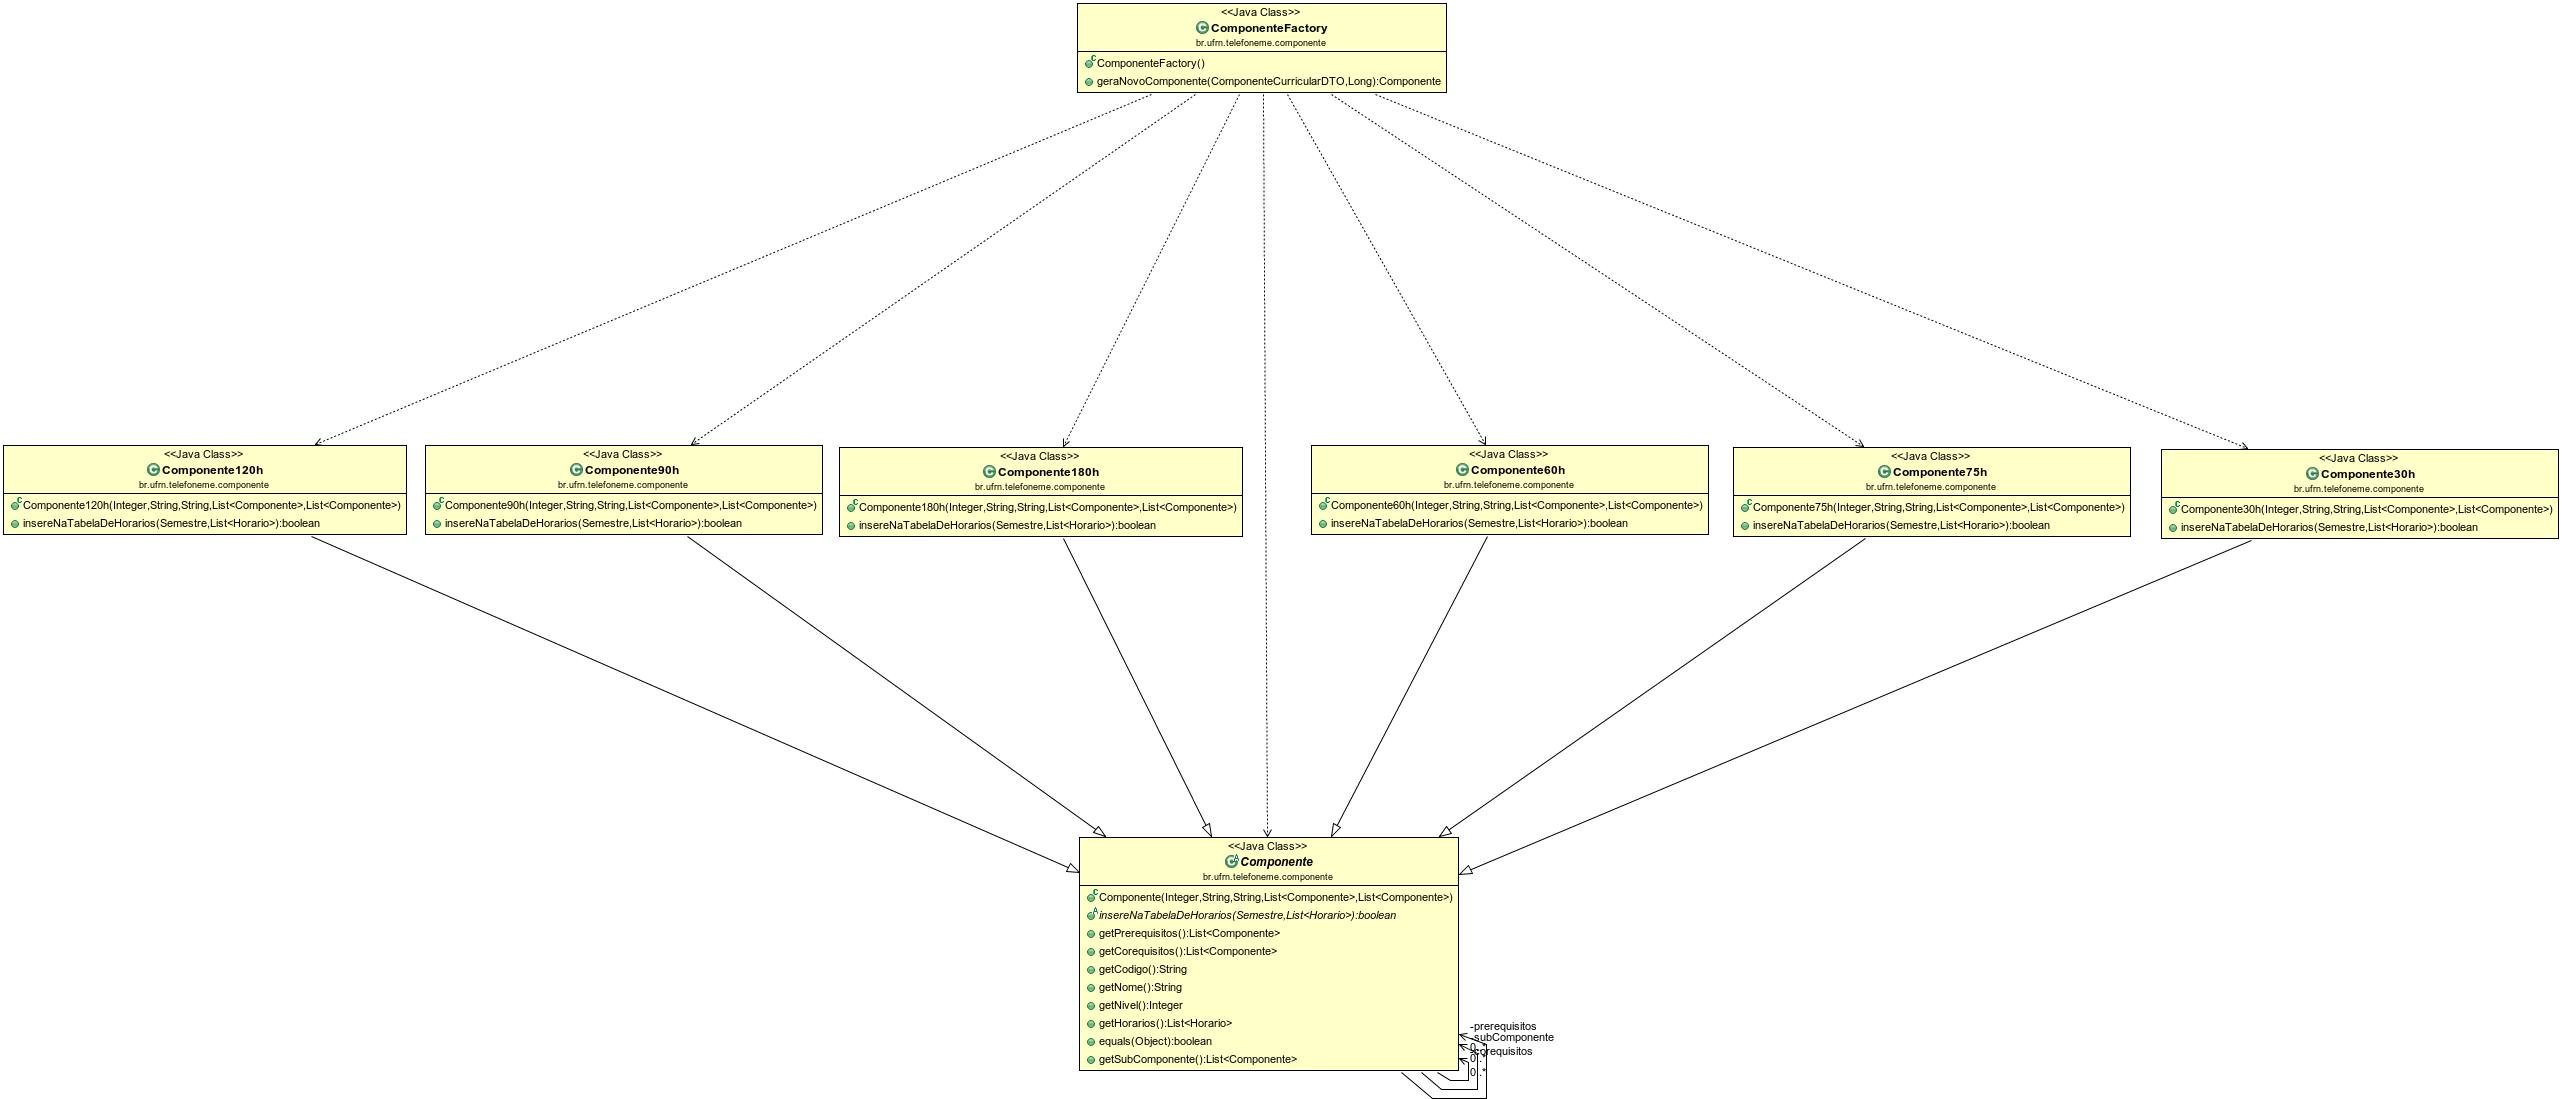 <<Java Class>>
ComponenteFactory
br.ufrn.telefoneme.componente
ComponenteFactory()
geraNovoComponente(ComponenteCurricularDTO,Long):Componente
<<Java Class>>
Componente120h
br.ufrn.telefoneme.componente
Componente120h(Integer,String,String,List<Componente>,List<Componente>)
insereNaTabelaDeHorarios(Semestre,List<Horario>):boolean
<<Java Class>>
Componente90h
br.ufrn.telefoneme.componente
Componente90h(Integer,String,String,List<Componente>,List<Componente>)
insereNaTabelaDeHorarios(Semestre,List<Horario>):boolean
<<Java Class>>
Componente180h
br.ufrn.telefoneme.componente
Componente180h(Integer,String,String,List<Componente>,List<Componente>)
insereNaTabelaDeHorarios(Semestre,List<Horario>):boolean
<<Java Class>>
Componente60h
br.ufrn.telefoneme.componente
Componente60h(Integer,String,String,List<Componente>,List<Componente>)
insereNaTabelaDeHorarios(Semestre,List<Horario>):boolean
<<Java Class>>
Componente75h
br.ufrn.telefoneme.componente
Componente75h(Integer,String,String,List<Componente>,List<Componente>)
insereNaTabelaDeHorarios(Semestre,List<Horario>):boolean
<<Java Class>>
Componente30h
br.ufrn.telefoneme.componente
Componente30h(Integer,String,String,List<Componente>,List<Componente>)
insereNaTabelaDeHorarios(Semestre,List<Horario>):boolean
<<Java Class>>
Componente
br.ufrn.telefoneme.componente
Componente(Integer,String,String,List<Componente>,List<Componente>)
insereNaTabelaDeHorarios(Semestre,List<Horario>):boolean
getPrerequisitos():List<Componente>
getCorequisitos():List<Componente>
getCodigo():String
getNome():String
getNivel():Integer
getHorarios():List<Horario>
equals(Object):boolean
getSubComponente():List<Componente>
-prerequisitos
-subComponente
0..*
-corequisitos
0..*
0..*